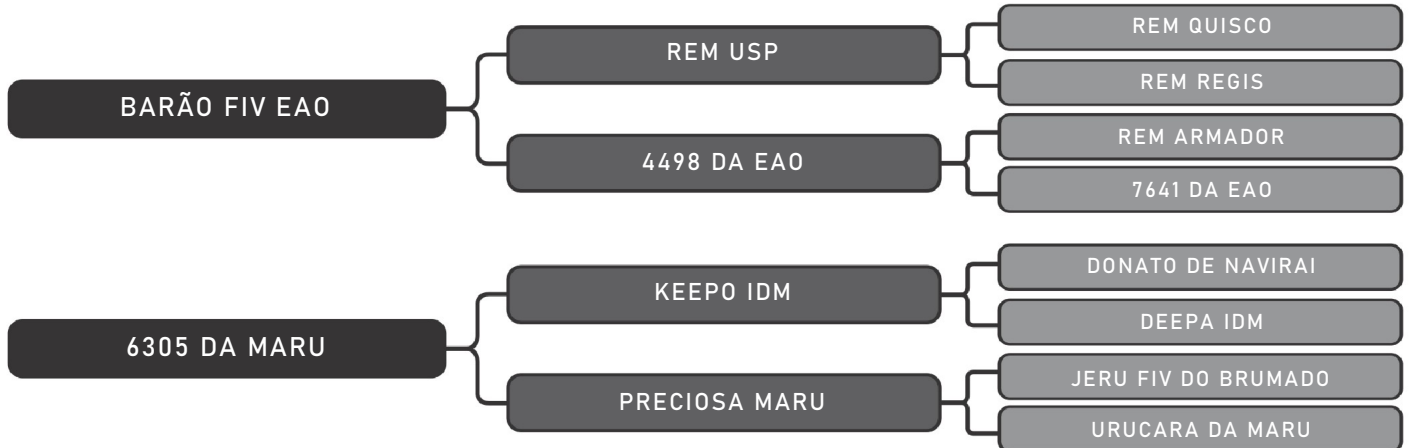 BARÃO FIV EAO
REM USP
REM QUISCO
REM REGIS
4498 DA EAO
REM ARMADOR
7641 DA EAO
6305 DA MARU
KEEPO IDM
DONATO DE NAVIRAI
DEEPA IDM
PRECIOSA MARU
JERU FIV DO BRUMADO
URUCARA DA MARU